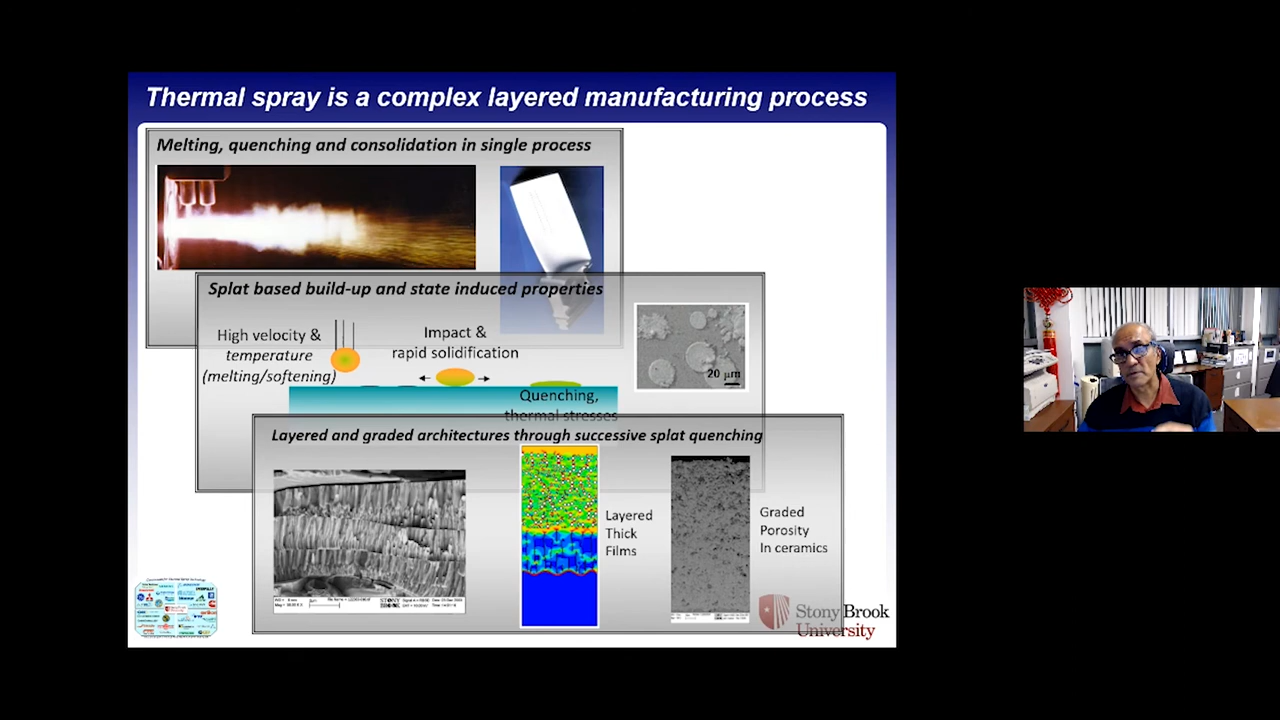 Thermal spray is a complex layered manufacturing process
Melting, quenching and consolidation in single process
Splat based build-up and state induced properties
High velocity &
temperature
(melting/softening)
Impact &
rapid solidification
Quenching,
thermal stresses
20 μm
Layered and graded architectures through successive splat quenching
Layered
Thick
Films
Graded
Porosity
In ceramics
STONY
BROOK
Stony Brook
University